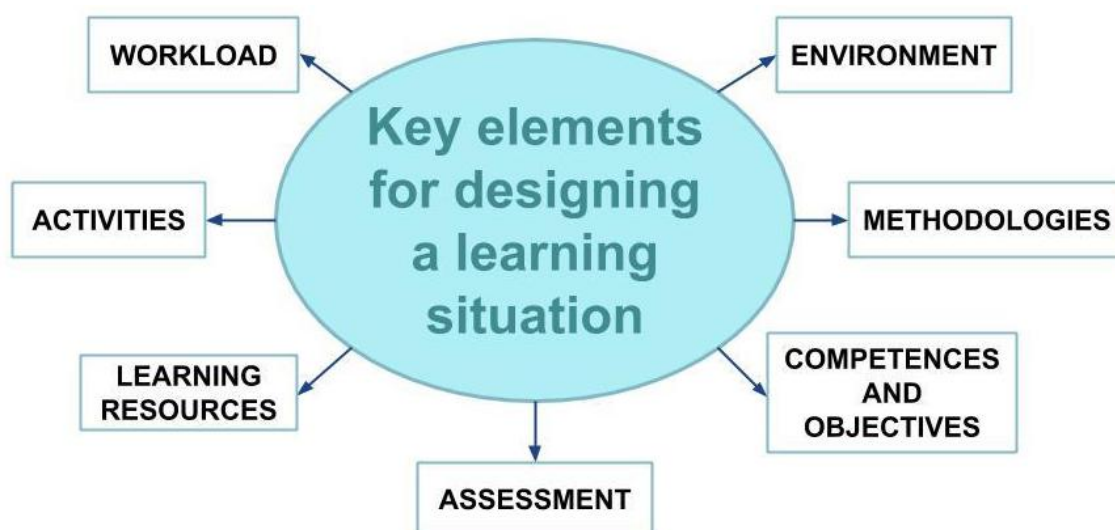 WORKLOAD
ENVIRONMENT
Key elements
for designing
a learning
situation
ACTIVITIES
METHODOLOGIES
LEARNING
RESOURCES
COMPETENCES
AND
OBJECTIVES
ASSESSMENT